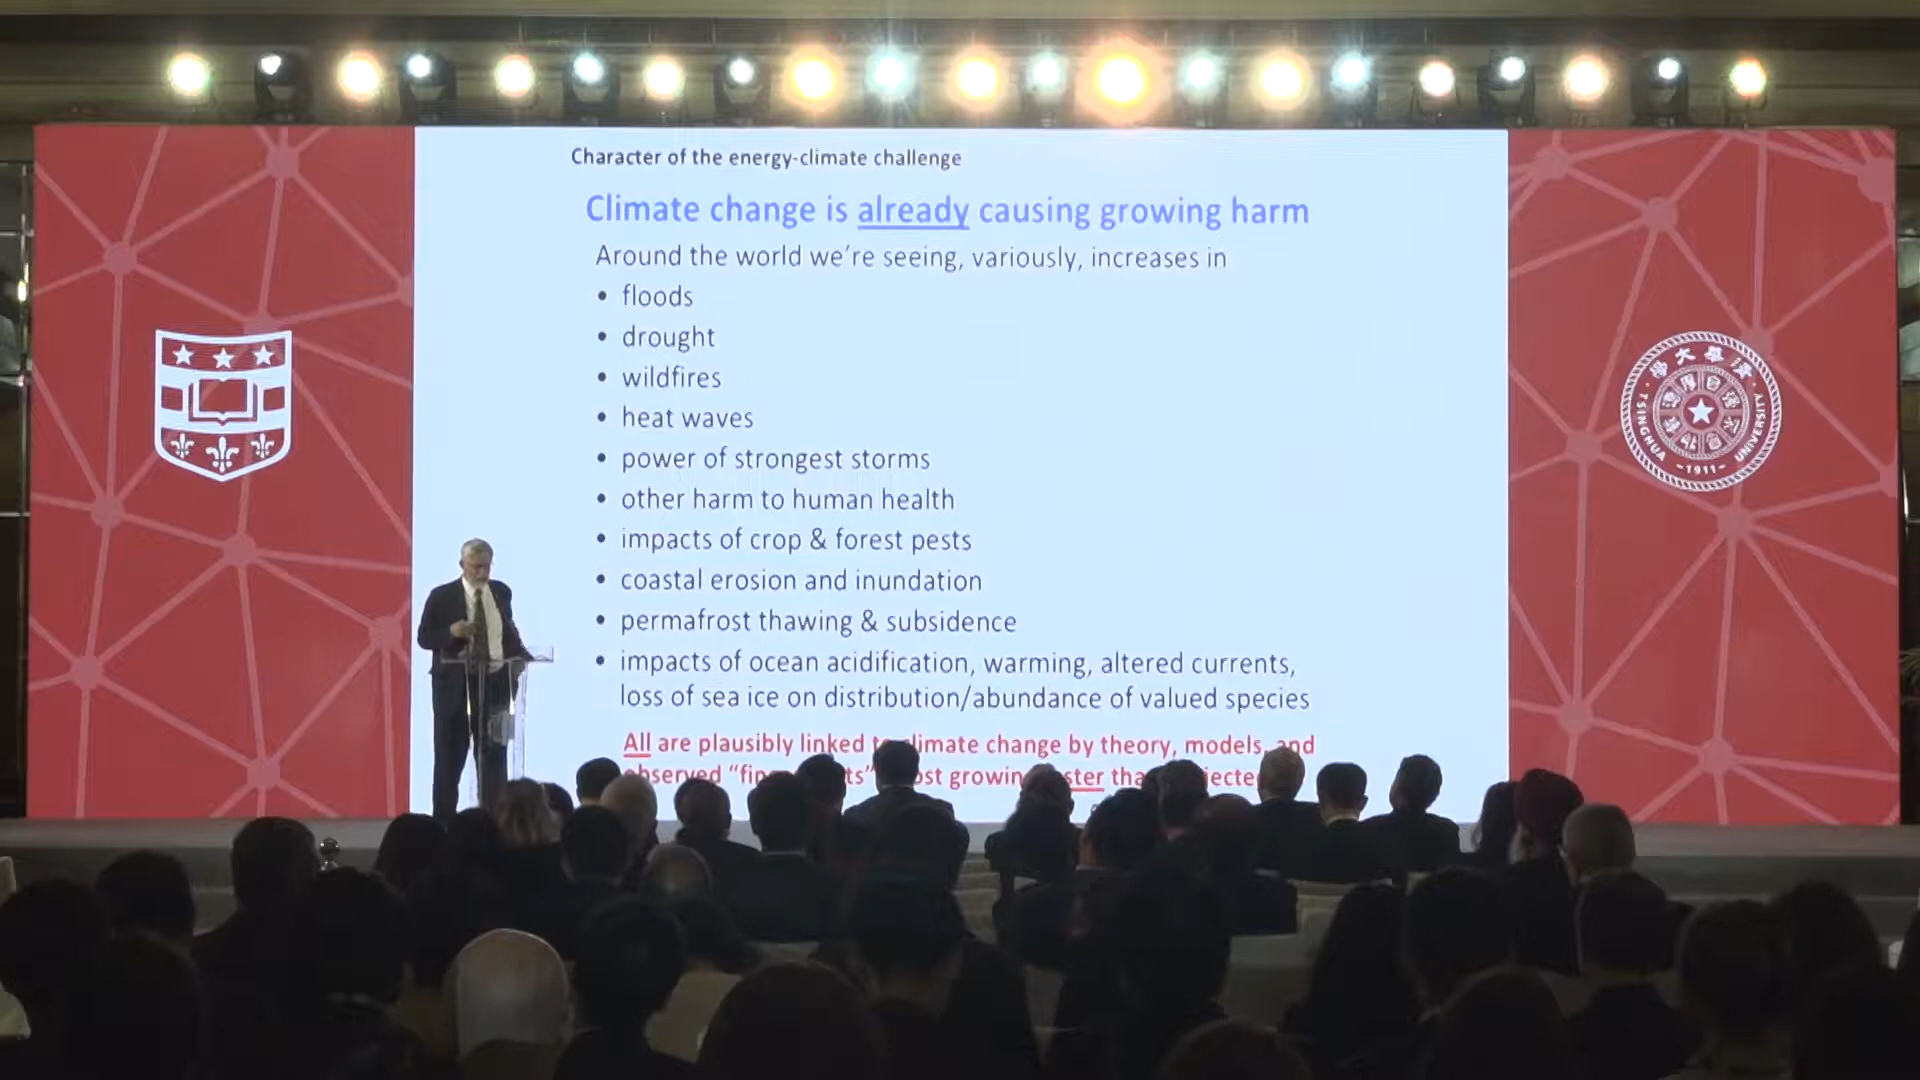 Character of the energy-climate challenge
Climate change is already causing growing harm
Around the world we're seeing, variously, increases in
• floods
• drought
• wildfires
• heat waves
• power of strongest storms
• other harm to human health
• impacts of crop & forest pests
• coastal erosion and inundation
• permafrost thawing & subsidence
• impacts of ocean acidification, warming, altered currents,
loss of sea ice on distribution/abundance of valued species
All are plausibly linked climate change by theory, models, and
observed growing faster
TSINGHUA UNIVERSITY
-1911-